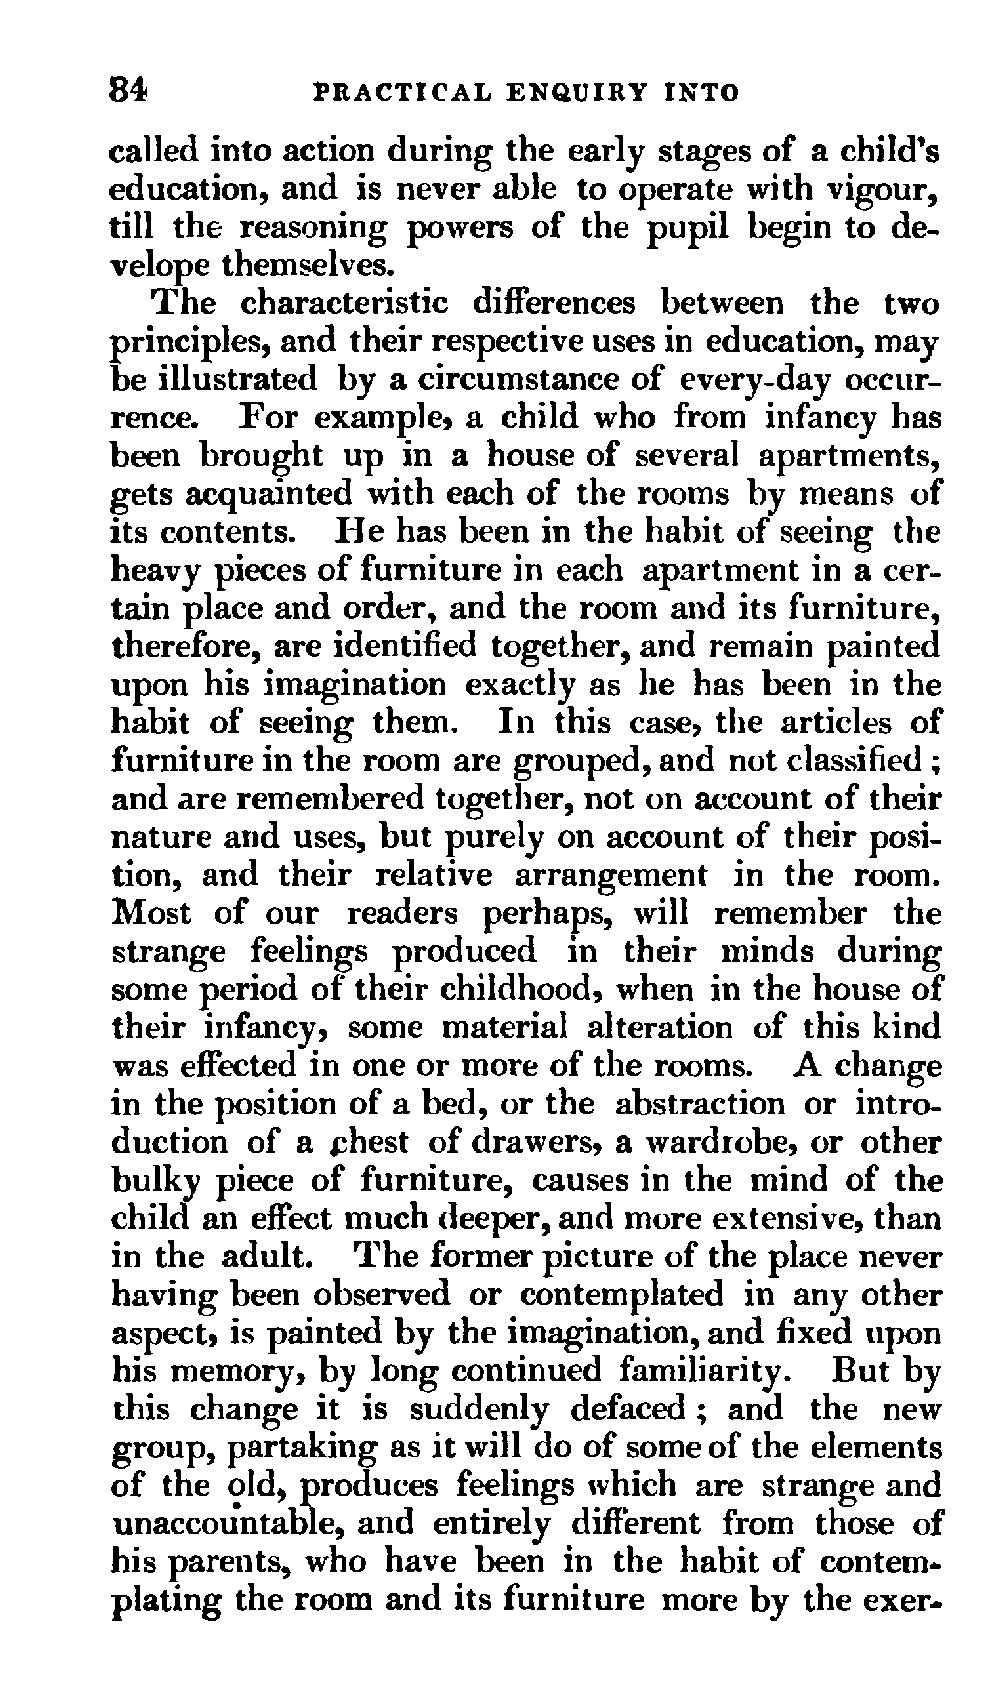 84 PRACTICAL ENQUIRY INTO
called into action during the early stages of a child's
education, and is never able to operate with vigour,
till the reasoning powers of the pupil begin to de-
velope themselves.
The characteristic differences between the two
principles, and their respective uses in education, may
be illustrated by a circumstance of every-day occur-
rence. For example, a child who from infancy has
been brought up in a house of several apartments,
gets acquainted with each of the rooms by means of
its contents. He has been in the habit of seeing the
heavy pieces of furniture in each apartment in a cer-
tain place and order, and the room and its furniture,
therefore, are identified together, and remain painted
upon his imagination exactly as he has been in the
habit of seeing them. In this case, the articles of
furniture in the room are grouped, and not classified ;
and are remembered together, not on account of their
nature and uses, but purely on account of their posi-
tion, and their relative arrangement in the room.
Most of our readers perhaps, will remember the
strange feelings produced in their minds during
some period of their childhood, when in the house of
their infancy, some material alteration of this kind
was effected in one or more of the rooms. A change
in the position of a bed, or the abstraction or intro-
duction of a chest of drawers, a wardrobe, or other
bulky piece of furniture, causes in the mind of the
child an effect much deeper, and more extensive, than
in the adult. The former picture of the place never
having been observed or contemplated in any other
aspect, is painted by the imagination, and fixed upon
his memory, by long continued familiarity. But by
this change it is suddenly defaced ; and the new
group, partaking as it will do of some of the elements
of the old, produces feelings which are strange and
unaccountable, and entirely different from those of
his parents, who have been in the habit of contem-
plating the room and its furniture more by the exer-